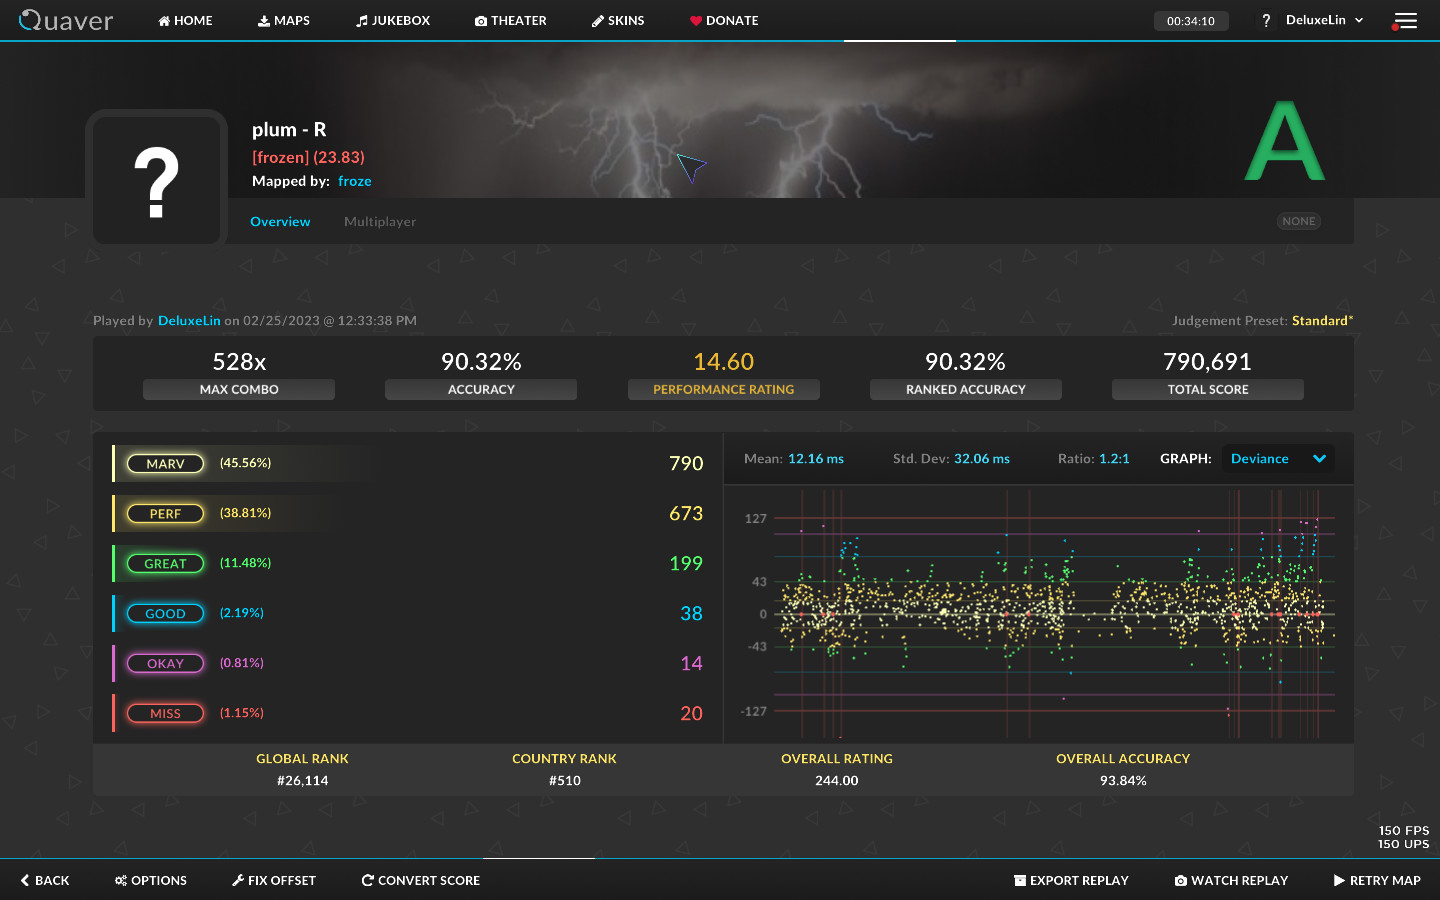 Quaver HOME MAPS JUKEBOX THEATER SKINS DONATE 00:34:10 ? DeluxeLin
A
?
plum - R
[frozen] (23.83)
Mapped by: froze
Overview Multiplayer NONE
Played by DeluxeLin on 02/25/2023 @ 12:33:38 PM Judgement Preset: Standard*
528x 90.32% 14.60 90.32% 790,691
MAX COMBO ACCURACY PERFORMANCE RATING RANKED ACCURACY TOTAL SCORE
MARV (45.56%) 790
PERF (38.81%) 673
GREAT (11.48%) 199
GOOD (2.19%) 38
OKAY (0.81%) 14
MISS (1.15%) 20
Mean: 12.16 ms Std. Dev: 32.06 ms Ratio: 1.2:1 GRAPH: Deviance
127
43
0
-43
-127
GLOBAL RANK COUNTRY RANK OVERALL RATING OVERALL ACCURACY
#26,114 #510 244.00 93.84%
150 FPS
150 UPS
BACK OPTIONS FIX OFFSET CONVERT SCORE EXPORT REPLAY WATCH REPLAY RETRY MAP